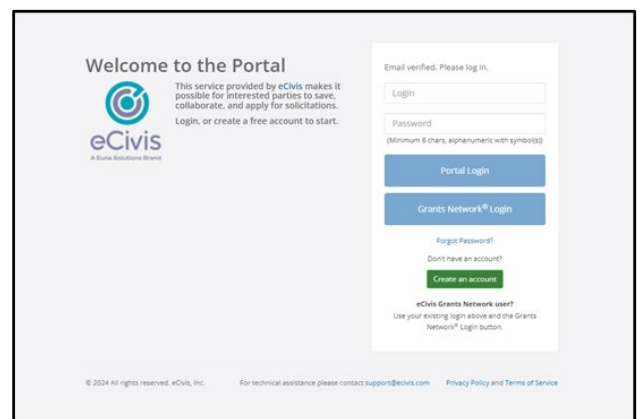 Welcome to the Portal
This service provided by eCivis makes it
possible for interested parties to save,
collaborate, and apply for solicitations.
Login, or create a free account to start.
eCivis
A Euna Solutions Brand
Email verified. Please log in.
Login
Password
(Minimum 8 chars, alphanumeric with symbol(s))
Portal Login
Grants Network® Login
Forgot Password?
Don't have an account?
Create an account
eCivis Grants Network user?
Use your existing login above and the Grants
Network® Login button.
© 2024 All rights reserved. eCivis, Inc.
For technical assistance please contact support@ecivis.com
Privacy Policy and Terms of Service